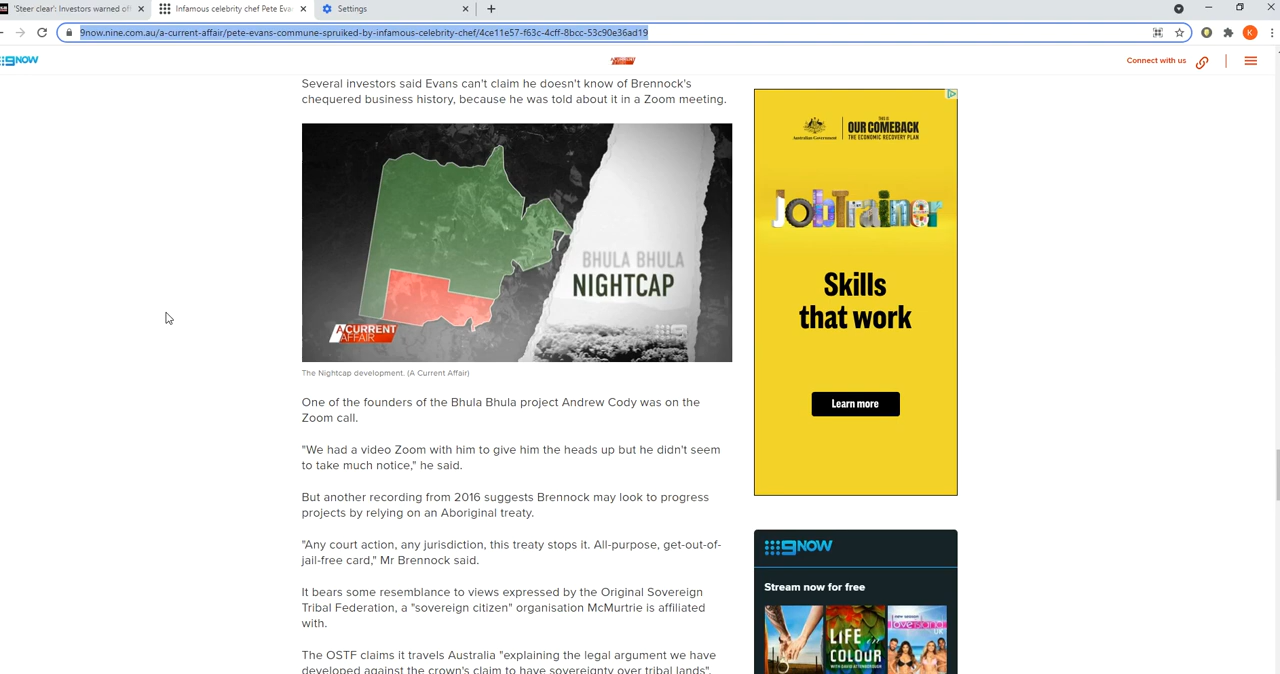 'Steer clear': Investors warned of
Infamous celebrity chef Pete Eva
Settings
9now.nine.com.au/a-current-affair/pete-evans-commune-spruiked-by-infamous-celebrity-chef/4ce11e57-f63c-4cff-8bcc-53c90e36ad19
K
9NOW
A CURRENT AFFAIR
Connect with us
Several investors said Evans can't claim he doesn't know of Brennock's
chequered business history, because he was told about it in a Zoom meeting.
BHULA BHULA
NIGHTCAP
A CURRENT
AFFAIR
The Nightcap development. (A Current Affair)
One of the founders of the Bhula Bhula project Andrew Cody was on the
Zoom call.
"We had a video Zoom with him to give him the heads up but he didn't seem
to take much notice," he said.
But another recording from 2016 suggests Brennock may look to progress
projects by relying on an Aboriginal treaty.
"Any court action, any jurisdiction, this treaty stops it. All-purpose, get-out-of-
jail-free card," Mr Brennock said.
It bears some resemblance to views expressed by the Original Sovereign
Tribal Federation, a "sovereign citizen" organisation McMurtrie is affiliated
with.
The OSTF claims it travels Australia "explaining the legal argument we have
developed against the crown's claim to have sovereignty over tribal lands".
Australian Government
THIS IS
OUR COMEBACK
THE ECONOMIC RECOVERY PLAN
JobTrainer
Skills
that work
Learn more
9NOW
Stream now for free
5
LIFE in
COLOUR
WITH DAVID ATTENBOROUGH
love island
UK